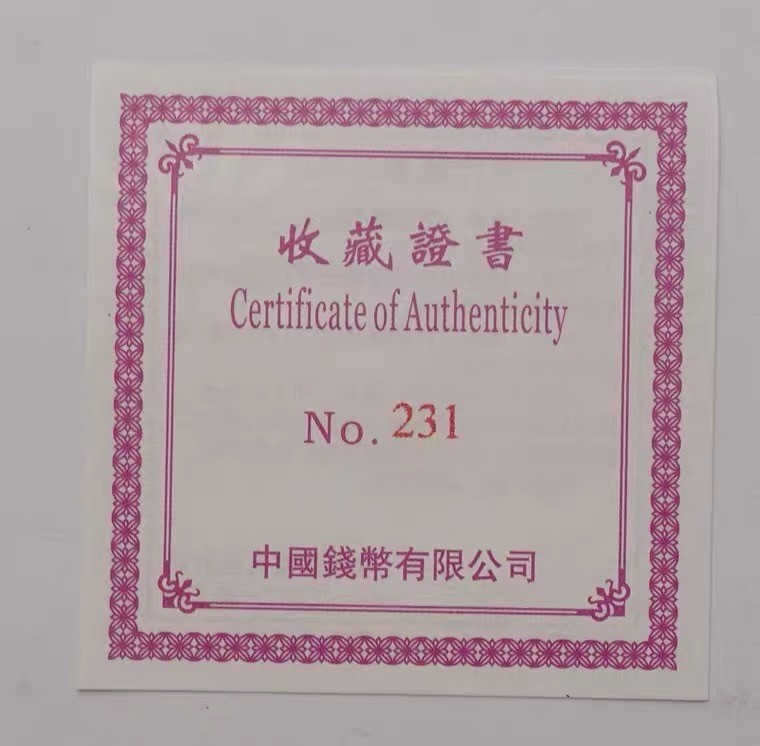 收藏證書
Certificate of Authenticity
No. 231
中國錢幣有限公司